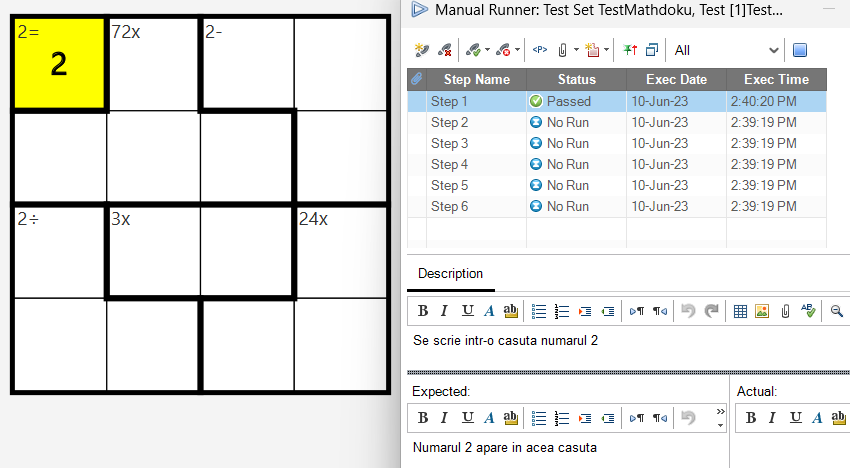 2=
72x
2-
2
2÷
3x
24x
Manual Runner: Test Set TestMathdoku, Test [1]Test...
<P>
All
Step Name Status Exec Date Exec Time
Step 1 Passed 10-Jun-23 2:40:20 PM
Step 2 No Run 10-Jun-23 2:39:19 PM
Step 3 No Run 10-Jun-23 2:39:19 PM
Step 4 No Run 10-Jun-23 2:39:19 PM
Step 5 No Run 10-Jun-23 2:39:19 PM
Step 6 No Run 10-Jun-23 2:39:19 PM
Description
B I U A ab
Se scrie intr-o casuta numarul 2
Expected:
Actual:
B I U A ab
B I U A ab
Numarul 2 apare in acea casuta